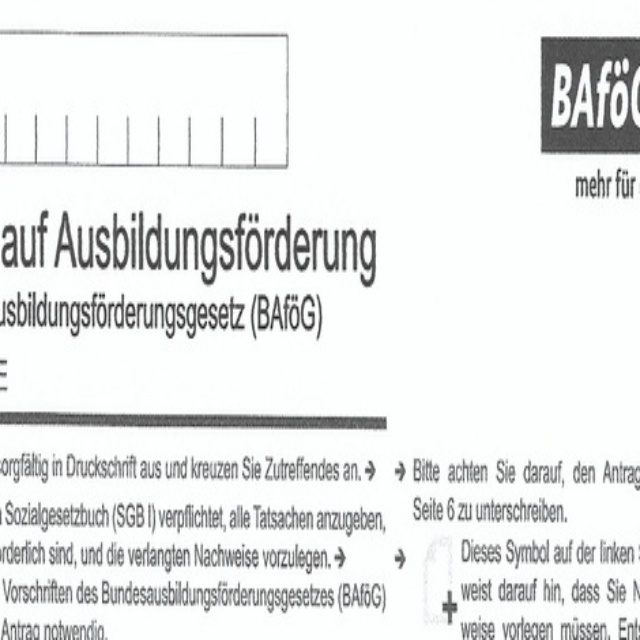 BAföG
mehr für
auf Ausbildungsförderung
usbildungsförderungsgesetz (BAföG)
E
sorgfältig in Druckschrift aus und kreuzen Sie Zutreffendes an. →
Sozialgesetzbuch (SGB I) verpflichtet, alle Tatsachen anzugeben,
rderlich sind, und die verlangten Nachweise vorzulegen. →
Vorschriften des Bundesausbildungsförderungsgesetzes (BAföG)
Antrag notwendig.
→ Bitte achten Sie darauf, den Antrag
Seite 6 zu unterschreiben.
→ Dieses Symbol auf der linken
weist darauf hin, dass Sie N
weise vorlegen müssen. Ent